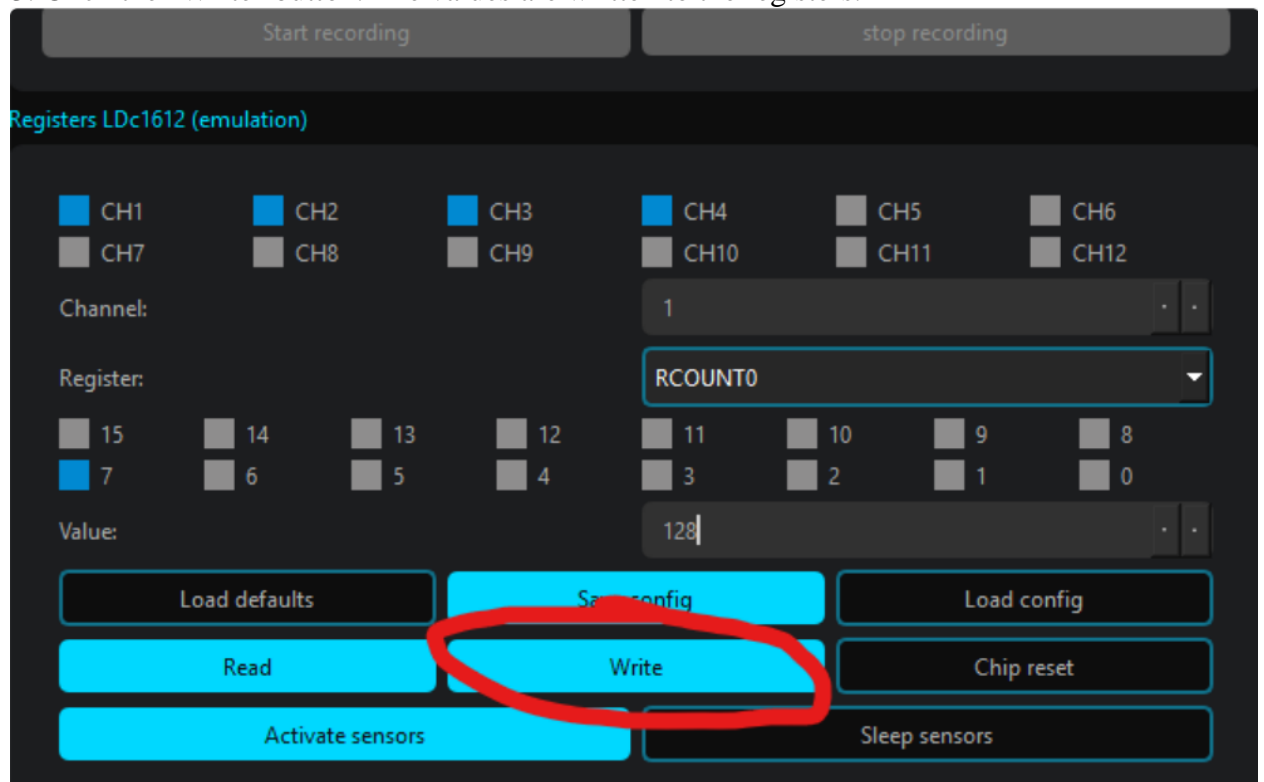 Start recording stop recording
Registers LDc1612 (emulation)
CH1 CH2 CH3 CH4 CH5 CH6
CH7 CH8 CH9 CH10 CH11 CH12
Channel: 1
Register: RCOUNT0
15 14 13 12 11 10 9 8
7 6 5 4 3 2 1 0
Value: 128
Load defaults config Load config
Read Write Chip reset
Activate sensors Sleep sensors